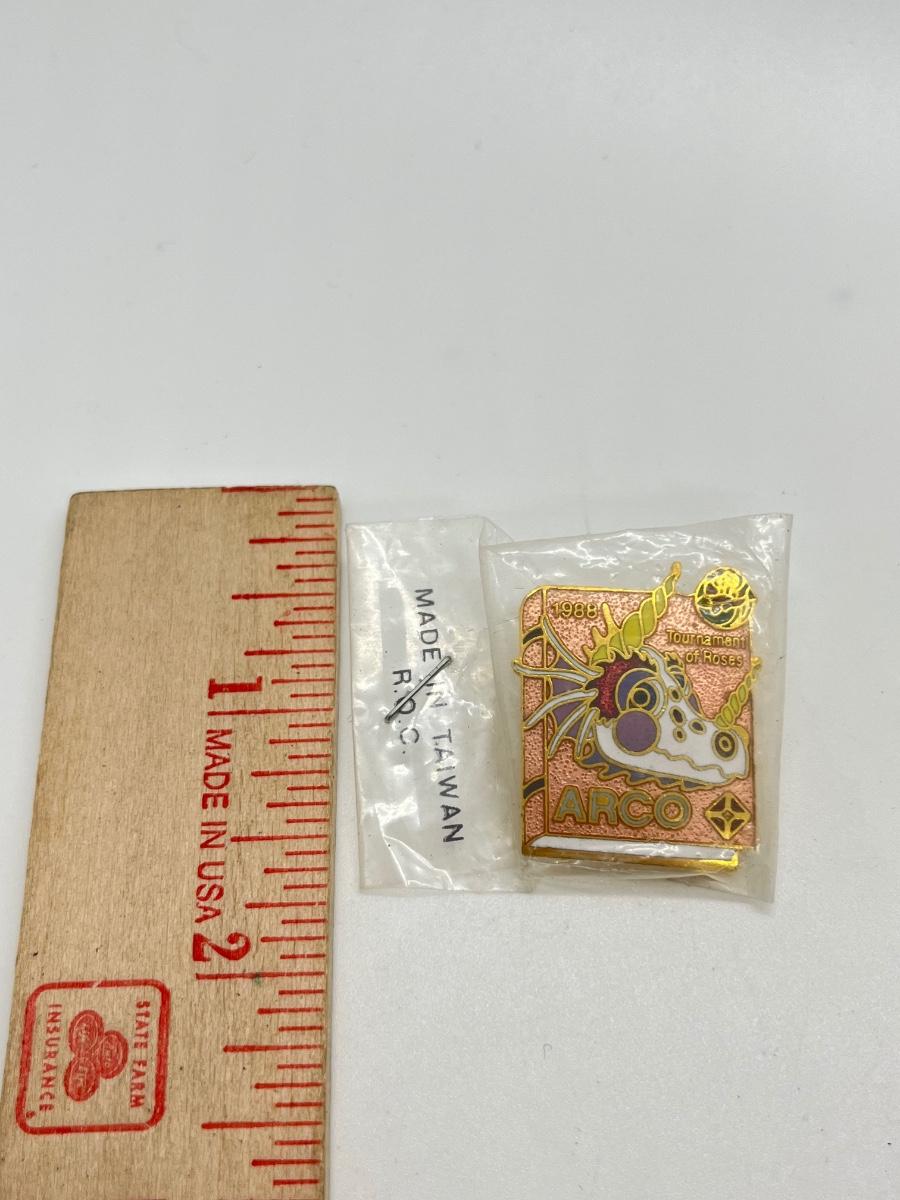 1
MADE IN USA
2
STATE FARM
INSURANCE
MADE IN TAIWAN
R.O.C.
1988
Tournament
of Roses
ARCO